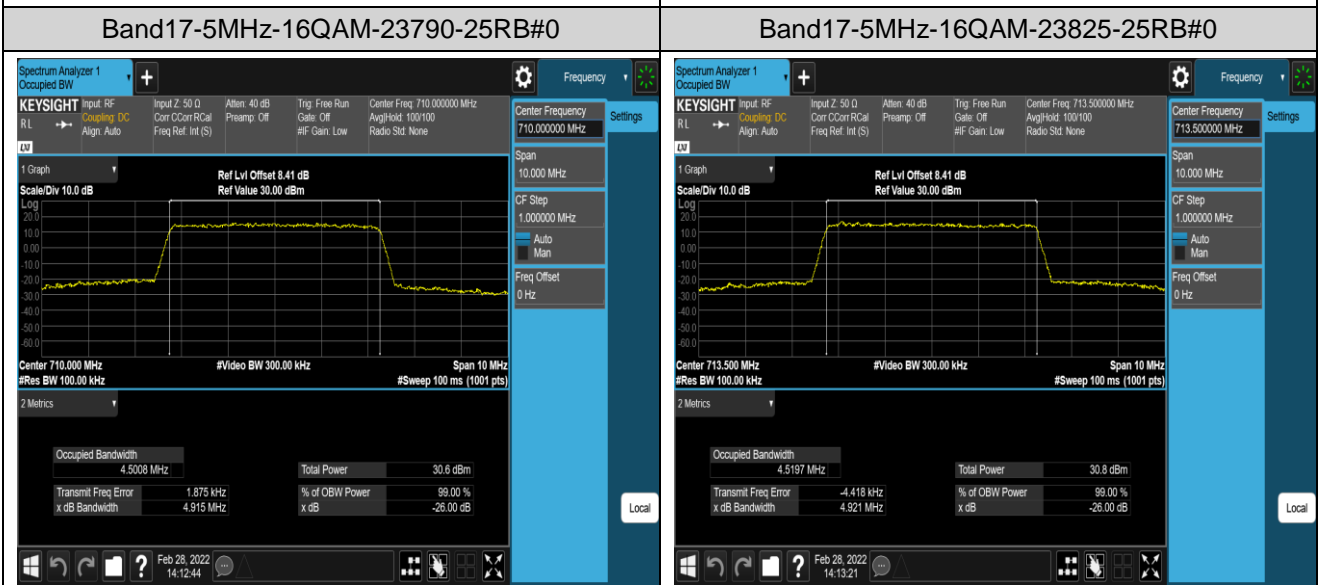 Band17-5MHz-16QAM-23790-25RB#0
Spectrum Analyzer 1
Occupied BW
+
Frequency
KEYSIGHT
RL
Input: RF
Coupling: DC
Align: Auto
Input Z: 50 Ω
Corr CCorr RCal
Freq Ref: Int (S)
Atten: 40 dB
Preamp: Off
Trig: Free Run
Gate: Off
#IF Gain: Low
Center Freq: 710.000000 MHz
Avg|Hold: 100/100
Radio Std: None
LXI
Center Frequency
710.000000 MHz
Settings
Span
10.000 MHz
CF Step
1.000000 MHz
Auto
Man
Freq Offset
0 Hz
Local
1 Graph
Scale/Div 10.0 dB
Ref Lvl Offset 8.41 dB
Ref Value 30.00 dBm
Log
20.0
10.0
0.00
-10.0
-20.0
-30.0
-40.0
-50.0
-60.0
Center 710.000 MHz
#Video BW 300.00 kHz
Span 10 MHz
#Res BW 100.00 kHz
#Sweep 100 ms (1001 pts)
2 Metrics
Occupied Bandwidth
4.5008 MHz
Total Power 30.6 dBm
Transmit Freq Error 1.875 kHz
% of OBW Power 99.00 %
x dB Bandwidth 4.915 MHz
x dB -26.00 dB
?
Feb 28, 2022
14:12:44
Band17-5MHz-16QAM-23825-25RB#0
Spectrum Analyzer 1
Occupied BW
+
Frequency
KEYSIGHT
RL
Input: RF
Coupling: DC
Align: Auto
Input Z: 50 Ω
Corr CCorr RCal
Freq Ref: Int (S)
Atten: 40 dB
Preamp: Off
Trig: Free Run
Gate: Off
#IF Gain: Low
Center Freq: 713.500000 MHz
Avg|Hold: 100/100
Radio Std: None
LXI
Center Frequency
713.500000 MHz
Settings
Span
10.000 MHz
CF Step
1.000000 MHz
Auto
Man
Freq Offset
0 Hz
Local
1 Graph
Scale/Div 10.0 dB
Ref Lvl Offset 8.41 dB
Ref Value 30.00 dBm
Log
20.0
10.0
0.00
-10.0
-20.0
-30.0
-40.0
-50.0
-60.0
Center 713.500 MHz
#Video BW 300.00 kHz
Span 10 MHz
#Res BW 100.00 kHz
#Sweep 100 ms (1001 pts)
2 Metrics
Occupied Bandwidth
4.5197 MHz
Total Power 30.8 dBm
Transmit Freq Error -4.418 kHz
% of OBW Power 99.00 %
x dB Bandwidth 4.921 MHz
x dB -26.00 dB
?
Feb 28, 2022
14:13:21